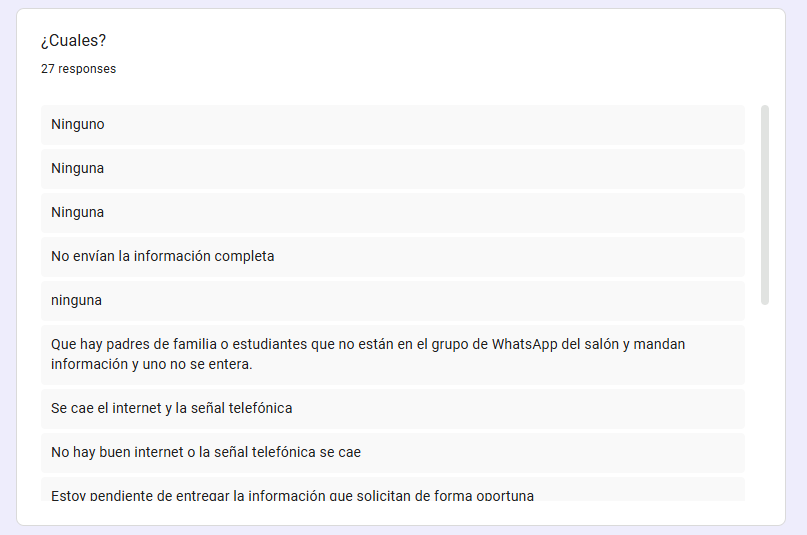 ¿Cuales?
27 responses
Ninguno
Ninguna
Ninguna
No envían la información completa
ninguna
Que hay padres de familia o estudiantes que no están en el grupo de WhatsApp del salón y mandan
información y uno no se entera.
Se cae el internet y la señal telefónica
No hay buen internet o la señal telefónica se cae
Estoy pendiente de entregar la información que solicitan de forma oportuna